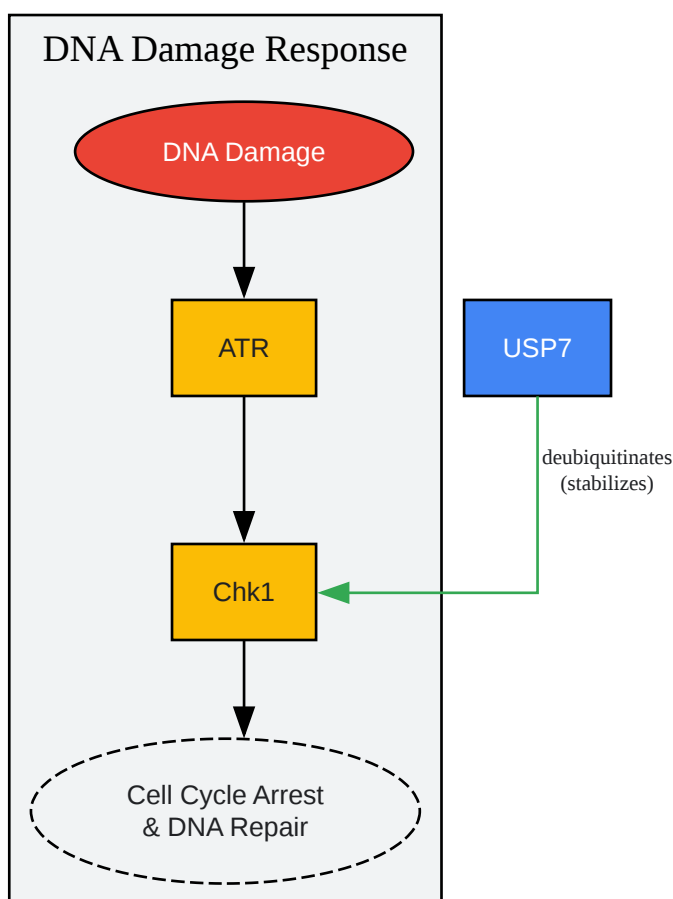 DNA Damage Response
DNA Damage
ATR
USP7
deubiquitinates
(stabilizes)
Chk1
Cell Cycle Arrest
& DNA Repair